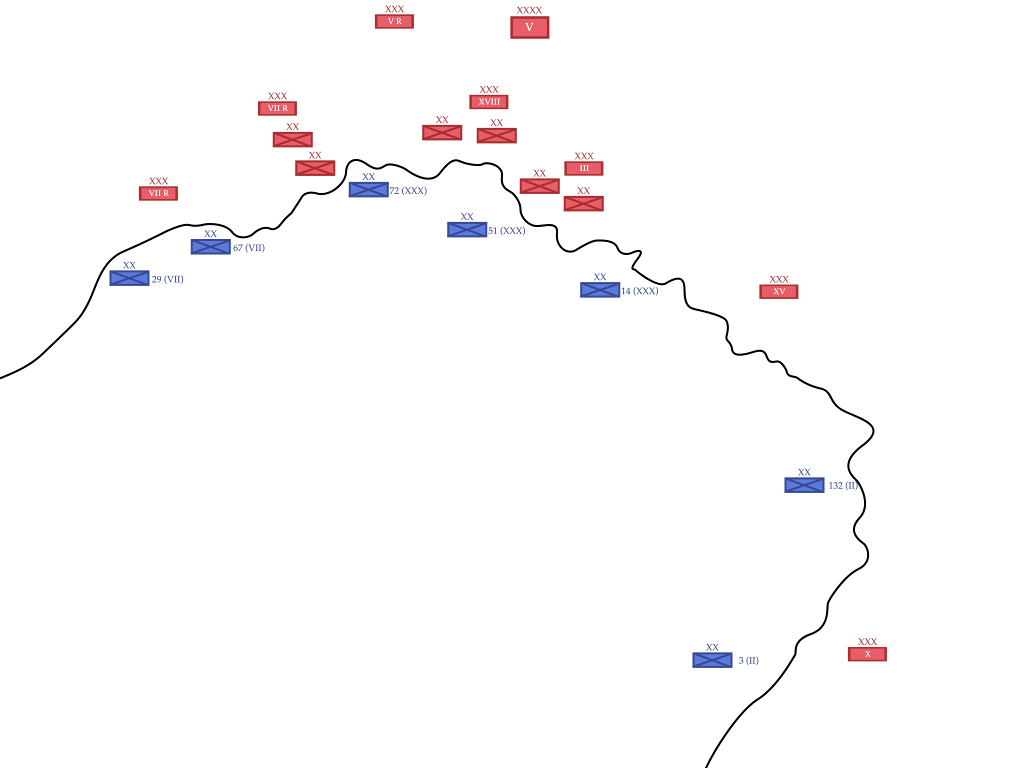 XXX
V R
XXXX
V
XXX
XVIII
XXX
VII R
XX
XX
XX
XX
XXX
III
XX
XX
XX
72 (XXX)
XXX
VII R
XX
51 (XXX)
XX
67 (VII)
XX
29 (VII)
XX
14 (XXX)
XXX
XV
XX
132 (II)
XXX
X
XX
3 (II)